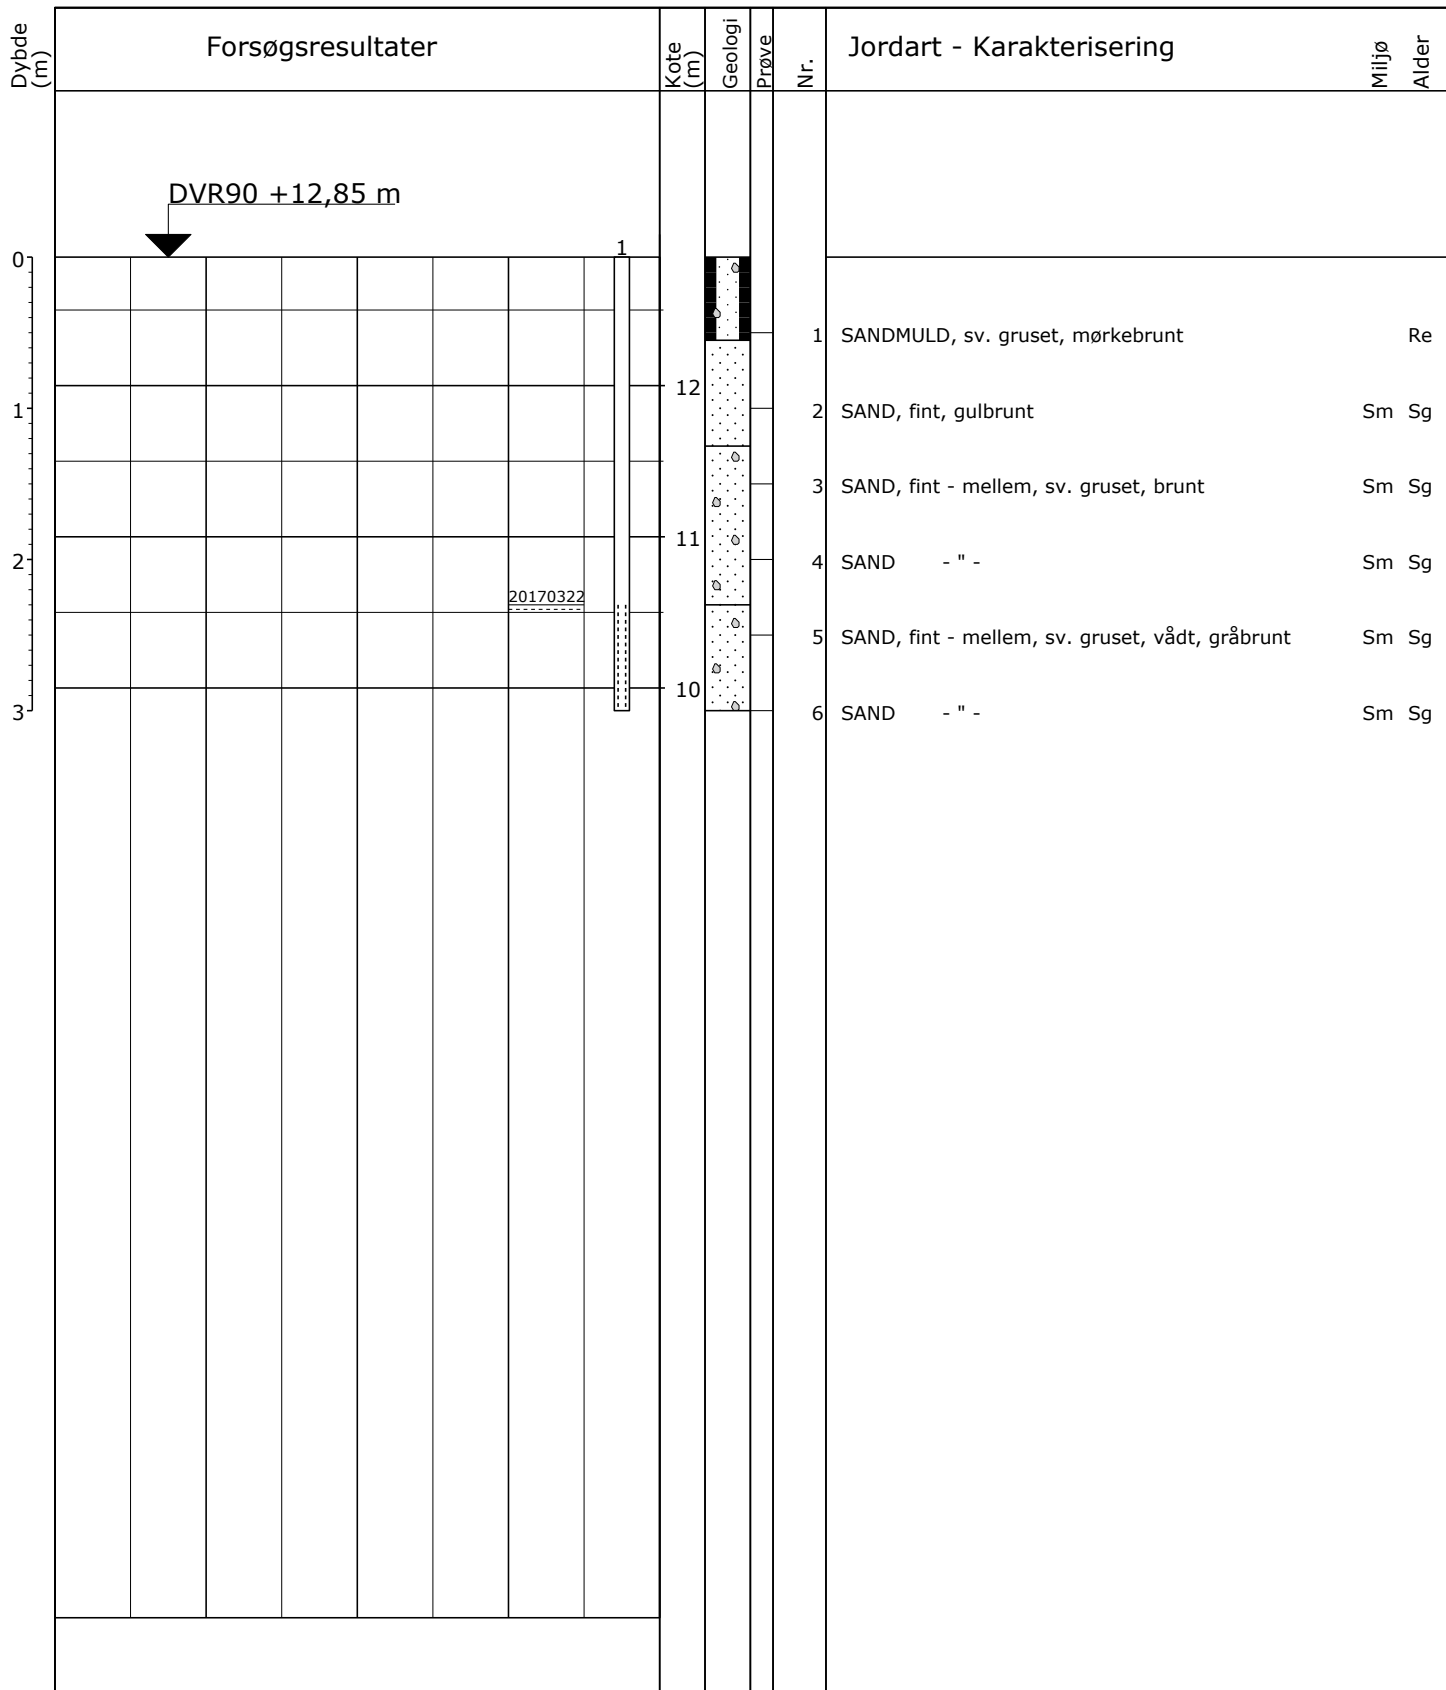 Dybde (m) Forsøgsresultater Kote (m) Geologi Prøve Nr. Jordart - Karakterisering Miljø Alder
DVR90 +12,85 m
0 1
1 SANDMULD, sv. gruset, mørkebrunt Re
12
1 2 SAND, fint, gulbrunt Sm Sg
3 SAND, fint - mellem, sv. gruset, brunt Sm Sg
11
2 4 SAND - " - Sm Sg
20170322
5 SAND, fint - mellem, sv. gruset, vådt, gråbrunt Sm Sg
10
3 6 SAND - " - Sm Sg